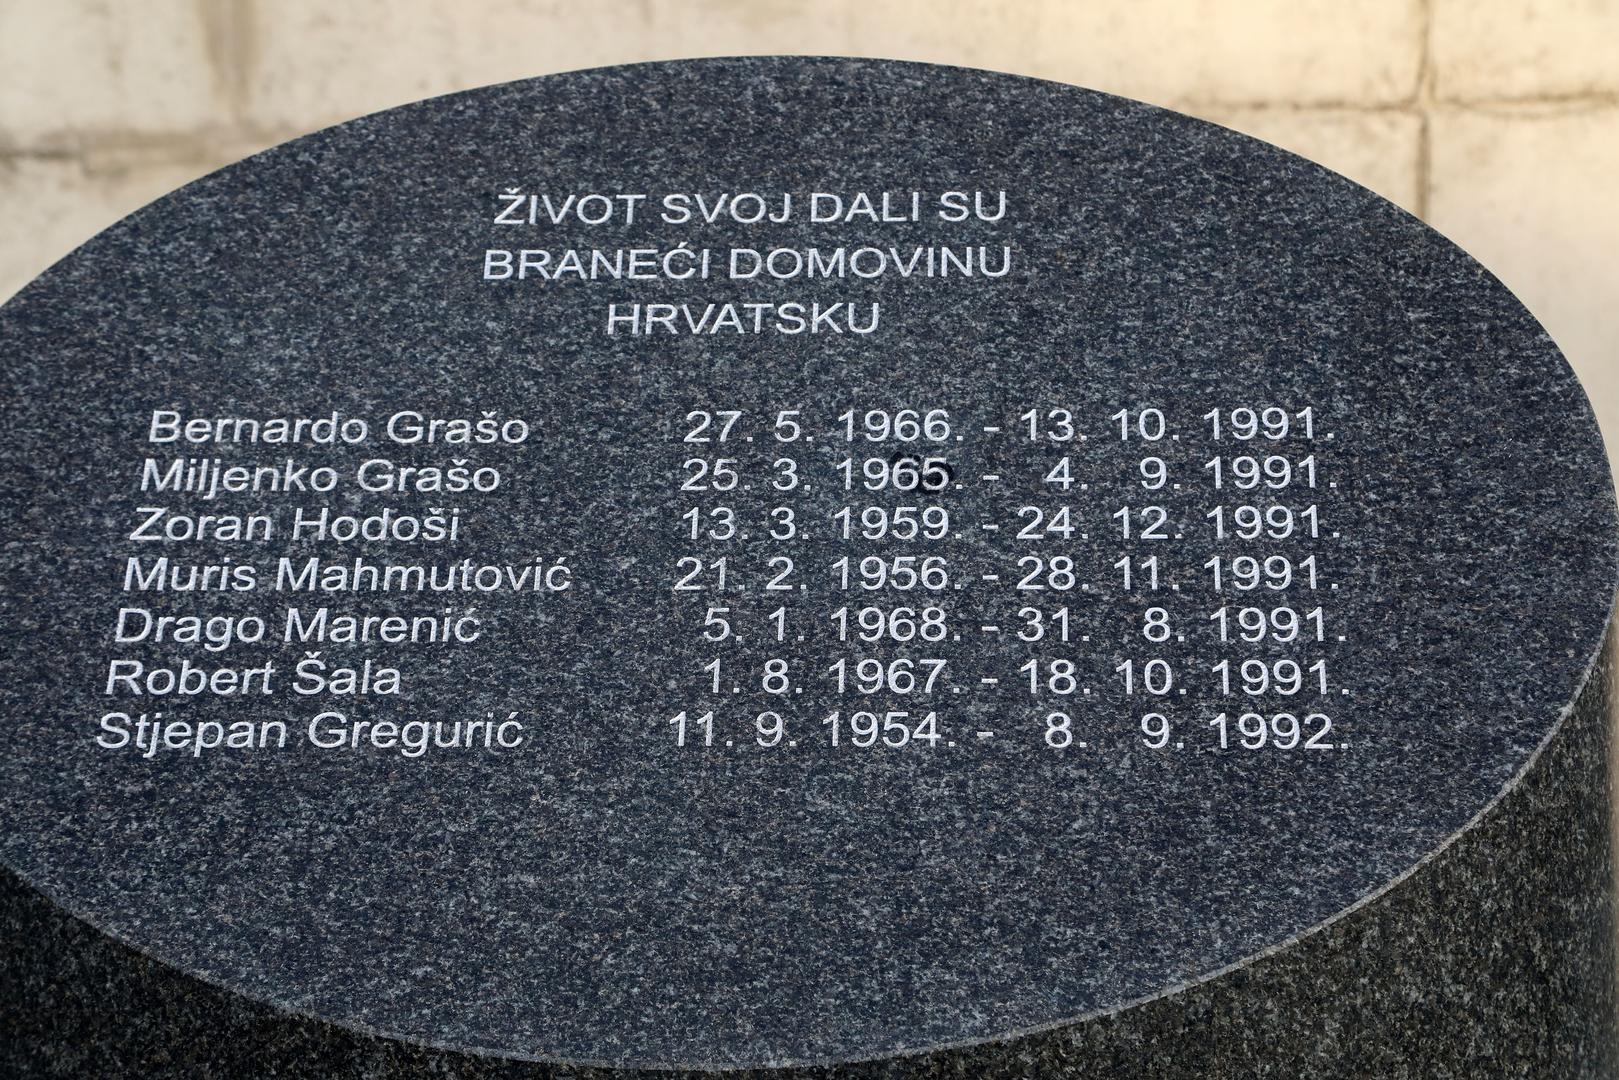 ŽIVOT SVOJ DALI SU
BRANEĆI DOMOVINU
HRVATSKU
Bernardo Grašo 27. 5. 1966. - 13. 10. 1991.
Miljenko Grašo 25. 3. 1965. - 4. 9. 1991.
Zoran Hodoši 13. 3. 1959. - 24. 12. 1991.
Muris Mahmutović 21. 2. 1956. - 28. 11. 1991.
Drago Marenić 5. 1. 1968. - 31. 8. 1991.
Robert Šala 1. 8. 1967. - 18. 10. 1991.
Stjepan Gregurić 11. 9. 1954. - 8. 9. 1992.